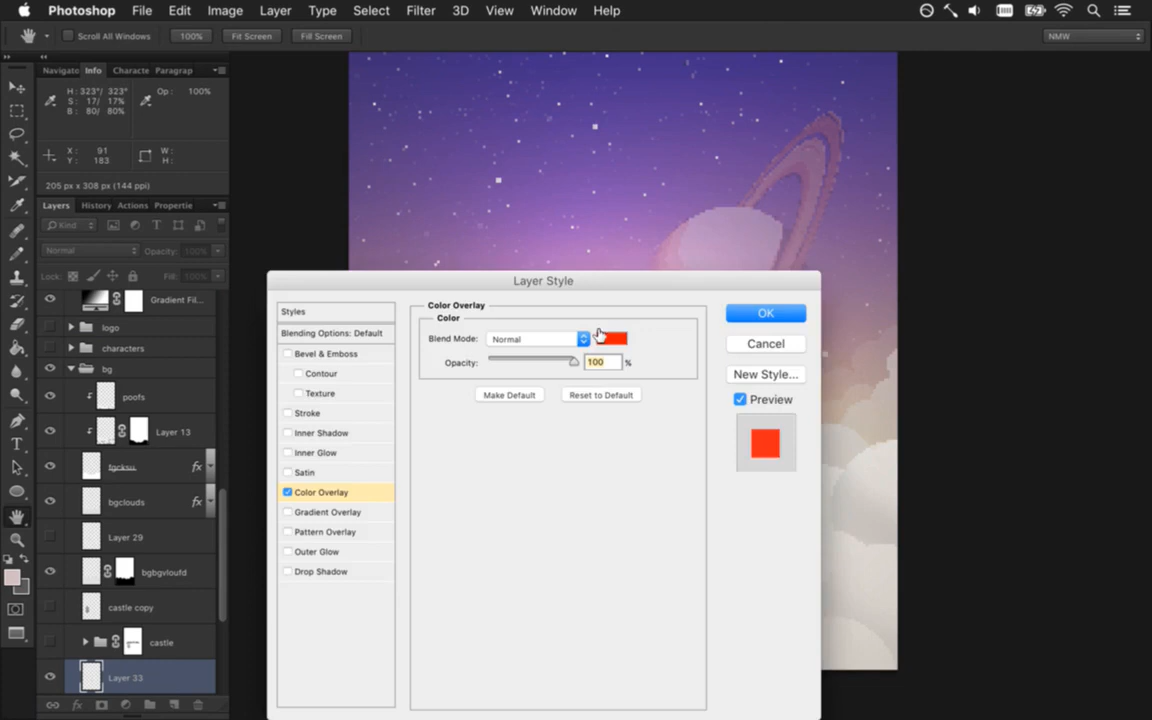 Photoshop File Edit Image Layer Type Select Filter 3D View Window Help
Scroll All Windows 100% Fit Screen Fill Screen NMW
Navigato Info Characte Paragrap
H: 323°/ 323° Op: 100%
S: 17/ 17%
B: 80/ 80%
X: 91 W:
Y: 183 H:
205 px x 308 px (144 ppi)
Layers History Actions Propertie
Kind
Normal Opacity: 100%
Lock: Fill: 100%
Gradient Fil...
logo
characters
bg
poofs
Layer 13
fgcksu fx
bgclouds fx
Layer 29
bgbgvloufd
castle copy
castle
Layer 33
fx
Layer Style
Styles
Blending Options: Default
Bevel & Emboss
Contour
Texture
Stroke
Inner Shadow
Inner Glow
Satin
Color Overlay
Gradient Overlay
Pattern Overlay
Outer Glow
Drop Shadow
Color Overlay
Color
Blend Mode: Normal
Opacity: 100 %
Make Default Reset to Default
OK
Cancel
New Style...
Preview